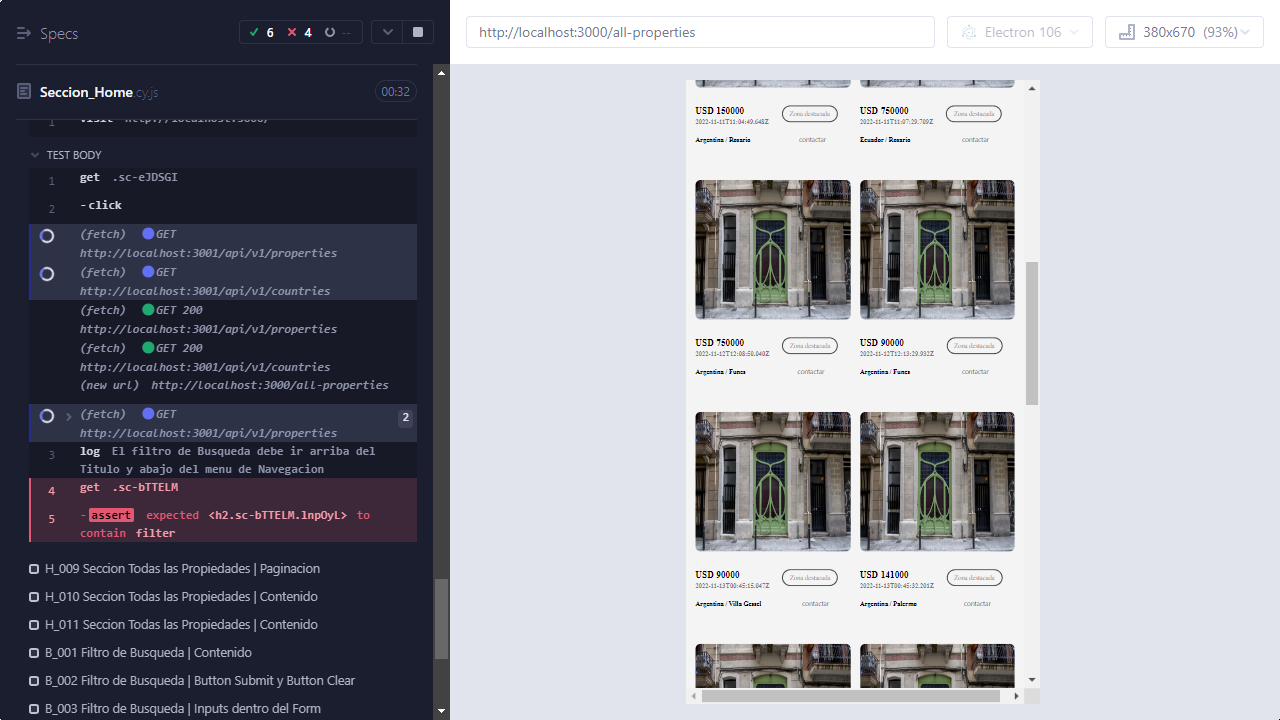 Specs
6
4
--
http://localhost:3000/all-properties
Electron 106
380x670 (93%)
Seccion_Home.cy.js
00:32
1
TEST BODY
1 get .sc-eJDSGI
2 -click
(fetch) GET
http://localhost:3001/api/v1/properties
(fetch) GET
http://localhost:3001/api/v1/countries
(fetch) GET 200
http://localhost:3001/api/v1/properties
(fetch) GET 200
http://localhost:3001/api/v1/countries
(new url) http://localhost:3000/all-properties
(fetch) GET 2
http://localhost:3001/api/v1/properties
3 log El filtro de Busqueda debe ir arriba del
Titulo y abajo del menu de Navegacion
4 get .sc-bTTELM
5 -assert expected <h2.sc-bTTELM.lnpOyL> to
contain filter
H_009 Seccion Todas las Propiedades | Paginacion
H_010 Seccion Todas las Propiedades | Contenido
H_011 Seccion Todas las Propiedades | Contenido
B_001 Filtro de Busqueda | Contenido
B_002 Filtro de Busqueda | Button Submit & Button Clear
B_003 Filtro de Busqueda | Inputs dentro del Form
USD 150000
Zona destacada
2022-11-11T11:04:49.648Z
Argentina / Rosario
contactar
USD 750000
Zona destacada
2022-11-11T11:07:29.709Z
Ecuador / Rosario
contactar
USD 750000
Zona destacada
2022-11-12T12:08:50.040Z
Argentina / Funes
contactar
USD 90000
Zona destacada
2022-11-12T12:13:29.932Z
Argentina / Funes
contactar
USD 90000
Zona destacada
2022-11-13T00:45:15.047Z
Argentina / Villa Gessel
contactar
USD 141000
Zona destacada
2022-11-13T00:45:32.201Z
Argentina / Palermo
contactar